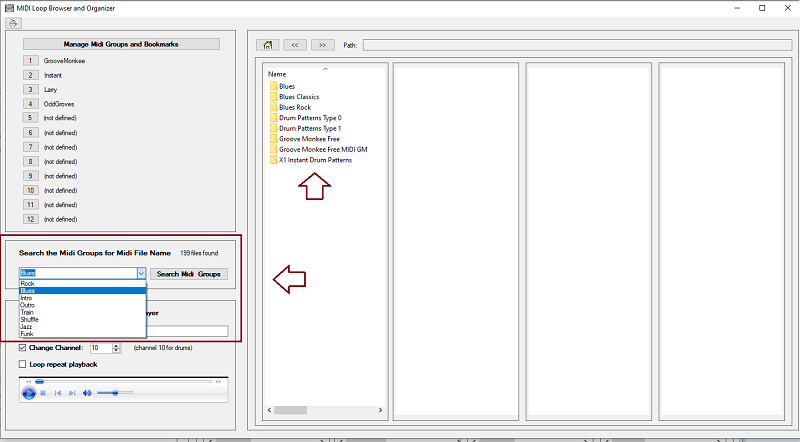 MIDI Loop Browser and Organizer
Manage Midi Groups and Bookmarks
1 GrooveMonkee
2 Instant
3 Larry
4 OddGroves
5 (not defined)
6 (not defined)
7 (not defined)
8 (not defined)
9 (not defined)
10 (not defined)
11 (not defined)
12 (not defined)
Search the Midi Groups for Midi File Name 199 files found
Blues Search Midi Groups
Rock
Blues
Intro
Outro
Train
Shuffle
Jazz
Funk
ayer
Change Channel: 10 (channel 10 for drums)
Loop repeat playback
<< >> Path:
Name
Blues
Blues Classics
Blues Rock
Drum Patterns Type 0
Drum Patterns Type 1
Groove Monkee Free
Groove Monkee Free MIDI GM
X1 Instant Drum Patterns